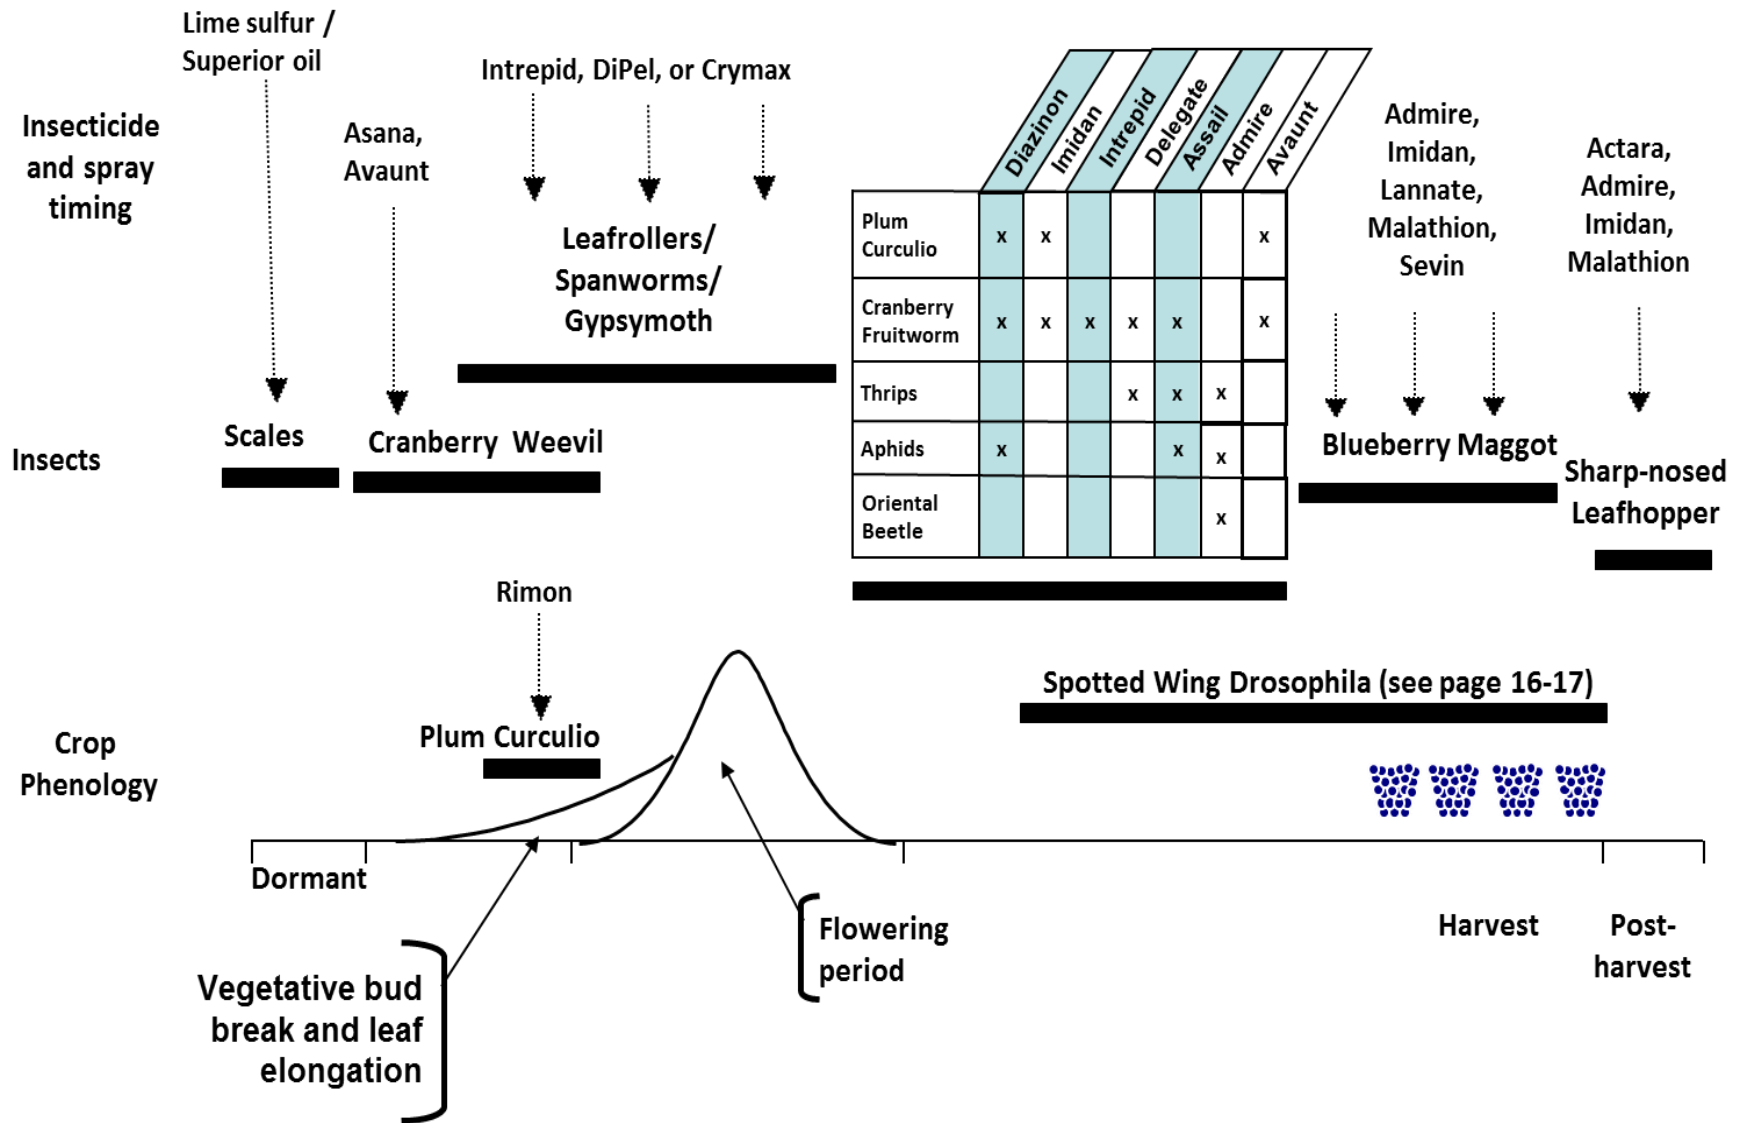 Lime sulfur /
Superior oil
Intrepid, DiPel, or Crymax
Insecticide
and spray
timing
Asana,
Avaunt
Leafrollers/
Spanworms/
Gypsymoth
Diazinon
Imidan
Intrepid
Delegate
Assail
Admire
Avaunt
Plum
Curculio
x x x
Cranberry
Fruitworm
x x x x x x
Thrips
x x x
Aphids
x x x
Oriental
Beetle
x
Admire,
Imidan,
Lannate,
Malathion,
Sevin
Actara,
Admire,
Imidan,
Malathion
Insects
Scales
Cranberry Weevil
Blueberry Maggot
Sharp-nosed
Leafhopper
Rimon
Plum Curculio
Spotted Wing Drosophila (see page 16-17)
Crop
Phenology
Dormant
Vegetative bud
break and leaf
elongation
Flowering
period
Harvest
Post-
harvest